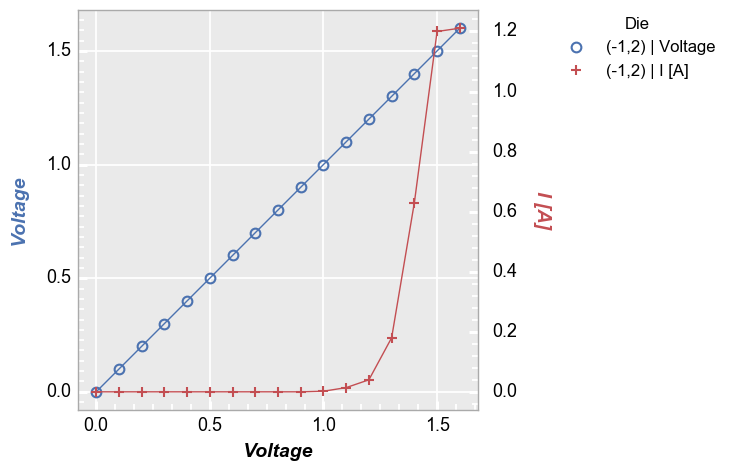 Die
(-1,2) | Voltage
(-1,2) | I [A]
Voltage
1.5
1.0
0.5
0.0
1.2
1.0
0.8
0.6
0.4
0.2
0.0
I [A]
0.0
0.5
1.0
1.5
Voltage